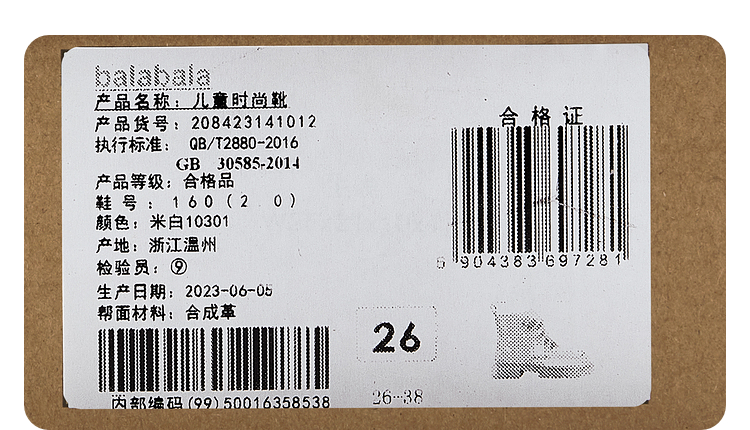 balabala
产品名称：儿童时尚靴
产品货号：208423141012
执行标准： QB/T2880-2016
GB 30585-2014
产品等级：合格品
鞋 号 ： 160(2.0)
颜色：米白10301
产地：浙江温州
检验员：⑨
生产日期：2023-06-05
帮面材料：合成革
内部编码(99)50016358538
合 格 证
6 904383 697281
26
26-38